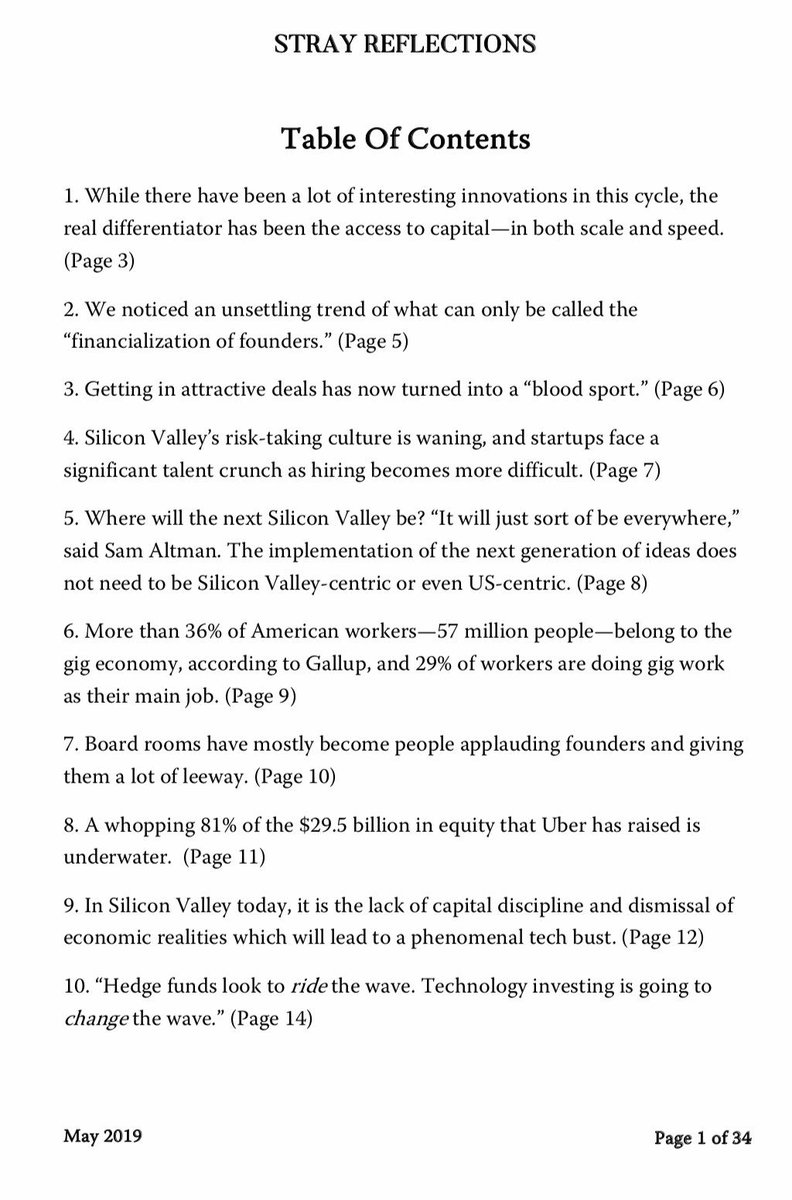 STRAY REFLECTIONS
Table Of Contents
1. While there have been a lot of interesting innovations in this cycle, the
real differentiator has been the access to capital—in both scale and speed.
(Page 3)
2. We noticed an unsettling trend of what can only be called the
“financialization of founders.” (Page 5)
3. Getting in attractive deals has now turned into a “blood sport.” (Page 6)
4. Silicon Valley’s risk-taking culture is waning, and startups face a
significant talent crunch as hiring becomes more difficult. (Page 7)
5. Where will the next Silicon Valley be? “It will just sort of be everywhere,”
said Sam Altman. The implementation of the next generation of ideas does
not need to be Silicon Valley-centric or even US-centric. (Page 8)
6. More than 36% of American workers—57 million people—belong to the
gig economy, according to Gallup, and 29% of workers are doing gig work
as their main job. (Page 9)
7. Board rooms have mostly become people applauding founders and giving
them a lot of leeway. (Page 10)
8. A whopping 81% of the $29.5 billion in equity that Uber has raised is
underwater.  (Page 11)
9. In Silicon Valley today, it is the lack of capital discipline and dismissal of
economic realities which will lead to a phenomenal tech bust. (Page 12)
10. “Hedge funds look to ride the wave. Technology investing is going to
change the wave.” (Page 14)
May 2019
Page 1 of 34